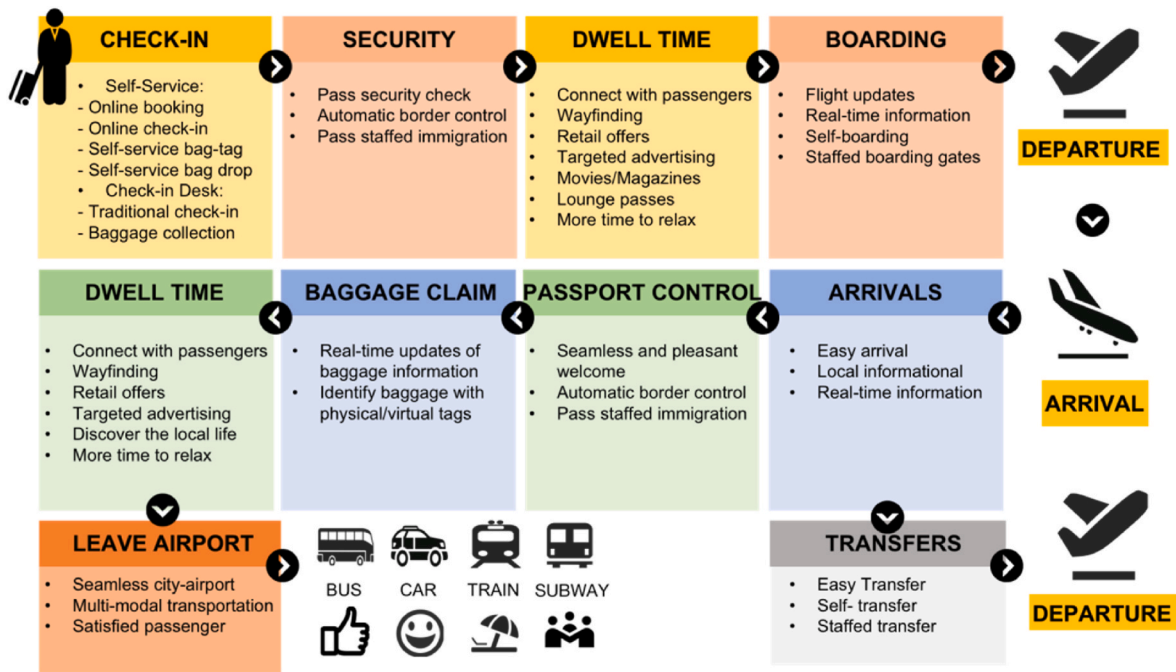 CHECK-IN
• Self-Service:
- Online booking
- Online check-in
- Self-service bag-tag
- Self-service bag drop
• Check-in Desk:
- Traditional check-in
- Baggage collection
SECURITY
• Pass security check
• Automatic border control
• Pass staffed immigration
DWELL TIME
• Connect with passengers
• Wayfinding
• Retail offers
• Targeted advertising
• Movies/Magazines
• Lounge passes
• More time to relax
BOARDING
• Flight updates
• Real-time information
• Self-boarding
• Staffed boarding gates
DEPARTURE
DWELL TIME
• Connect with passengers
• Wayfinding
• Retail offers
• Targeted advertising
• Discover the local life
• More time to relax
BAGGAGE CLAIM
• Real-time updates of
baggage information
• Identify baggage with
physical/virtual tags
PASSPORT CONTROL
• Seamless and pleasant
welcome
• Automatic border control
• Pass staffed immigration
ARRIVALS
• Easy arrival
• Local informational
• Real-time information
ARRIVAL
LEAVE AIRPORT
• Seamless city-airport
• Multi-modal transportation
• Satisfied passenger
BUS
CAR
TRAIN
SUBWAY
TRANSFERS
• Easy Transfer
• Self- transfer
• Staffed transfer
DEPARTURE